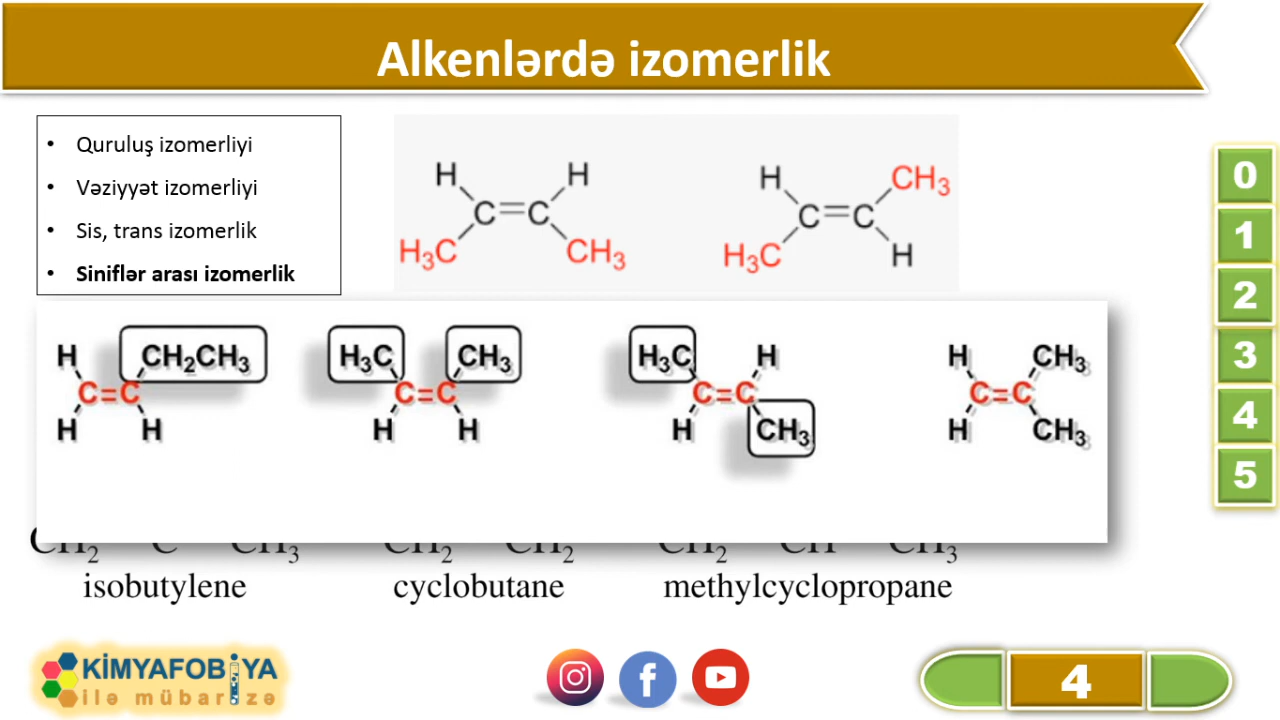 Alkenlərdə izomerlik
• Quruluş izomerliyi
• Vəziyyət izomerliyi
• Sis, trans izomerlik
• Siniflər arası izomerlik
H H
C=C
H₃C CH₃
H CH₃
C=C
H₃C H
H CH₂CH₃
C=C
H H
H₃C CH₃
C=C
H H
H₃C H
C=C
H CH₃
H CH₃
C=C
H CH₃
CH₂ C CH₃ CH₂ CH₂ CH₂ CH CH₃
isobutylene cyclobutane methylcyclopropane
0
1
2
3
4
5
KİMYAFOBİYA
ilə mübarizə
4